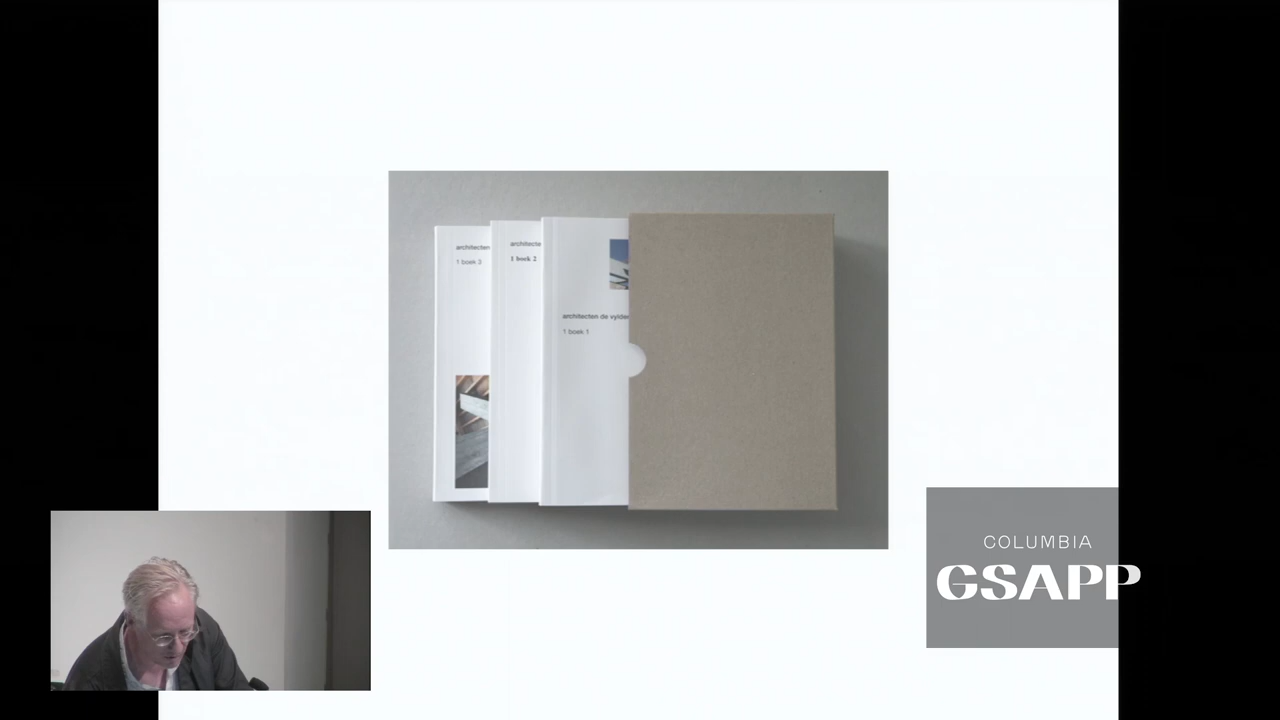 architecten
1 boek 3
architecte
1 boek 2
architecten de vylder
1 boek 1
COLUMBIA
GSAPP